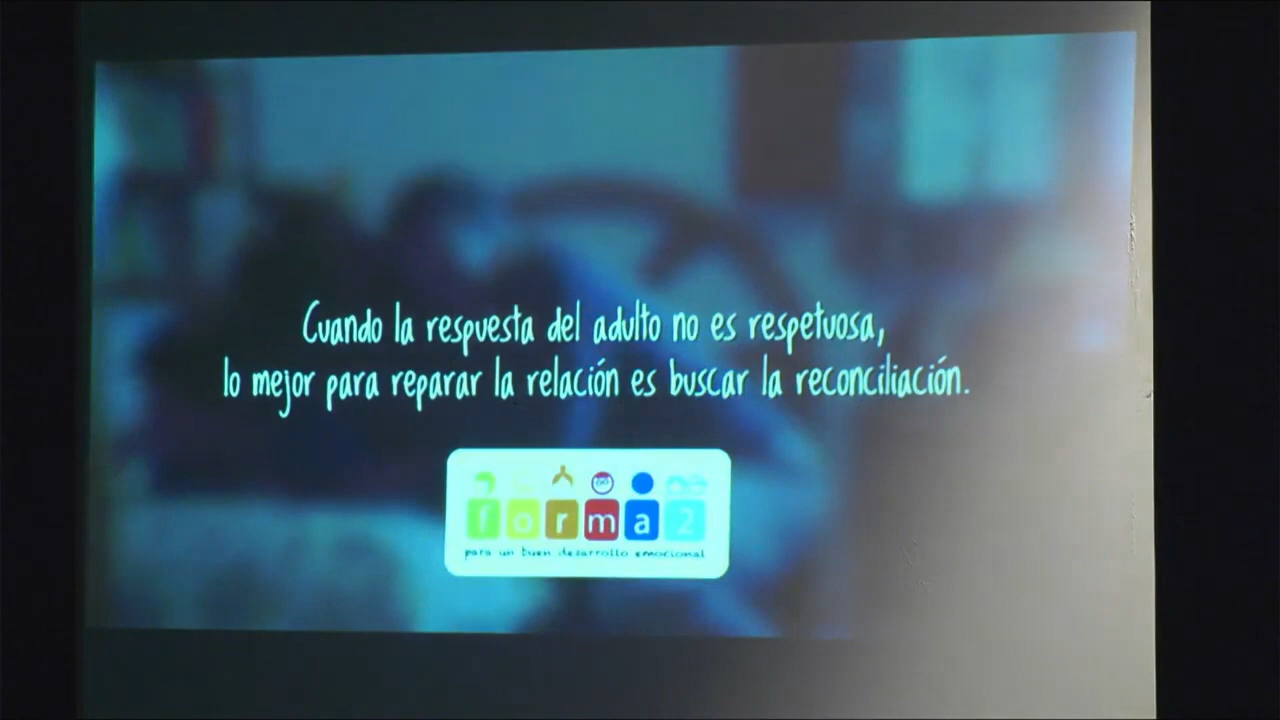 Cuando la respuesta del adulto no es respetuosa,
lo mejor para reparar la relación es buscar la reconciliación.
forma2
para un buen desarrollo emocional